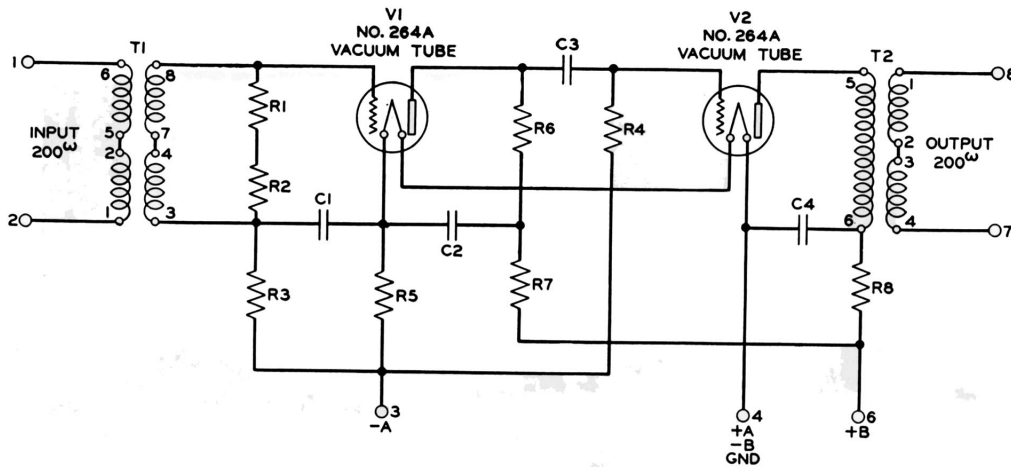 V1
NO. 264A
VACUUM TUBE
V2
NO. 264A
VACUUM TUBE
T1
C3
T2
1
6
8
5
1
8
R1
R6
R4
INPUT
200ω
5
7
2
4
2
3
OUTPUT
200ω
R2
C1
C2
C4
2
1
3
6
4
7
R3
R5
R7
R8
3
-A
4
+A
-B
GND
6
+B